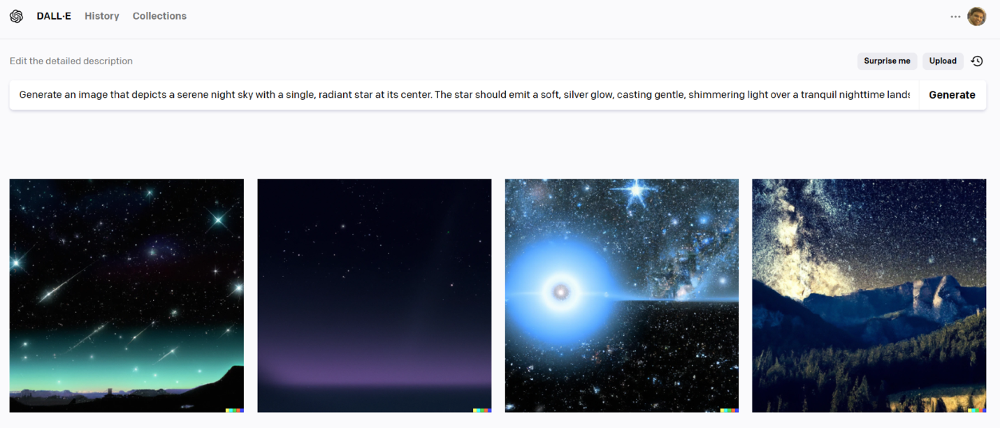 DALL·E History Collections
Edit the detailed description Surprise me Upload
Generate an image that depicts a serene night sky with a single, radiant star at its center. The star should emit a soft, silver glow, casting gentle, shimmering light over a tranquil nighttime lands Generate